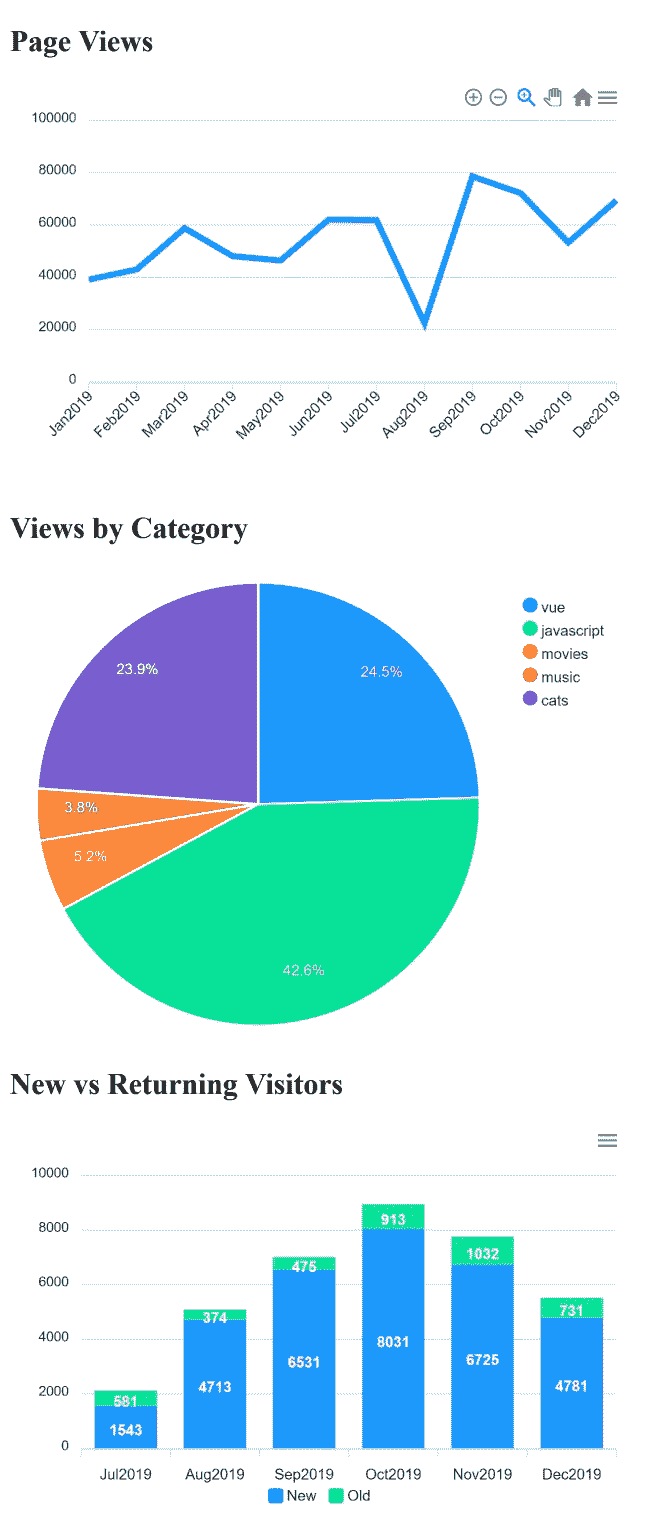 Page Views
100000
80000
60000
40000
20000
0
Jan2019 Feb2019 Mar2019 Apr2019 May2019 Jun2019 Jul2019 Aug2019 Sep2019 Oct2019 Nov2019 Dec2019
Views by Category
vue
javascript
movies
music
cats
23.9% 24.5%
3.8%
5.2%
42.6%
New vs Returning Visitors
10000
8000
6000
4000
2000
0
581 374 475 913 1032 731
1543 4713 6531 8031 6725 4781
Jul2019 Aug2019 Sep2019 Oct2019 Nov2019 Dec2019
New Old